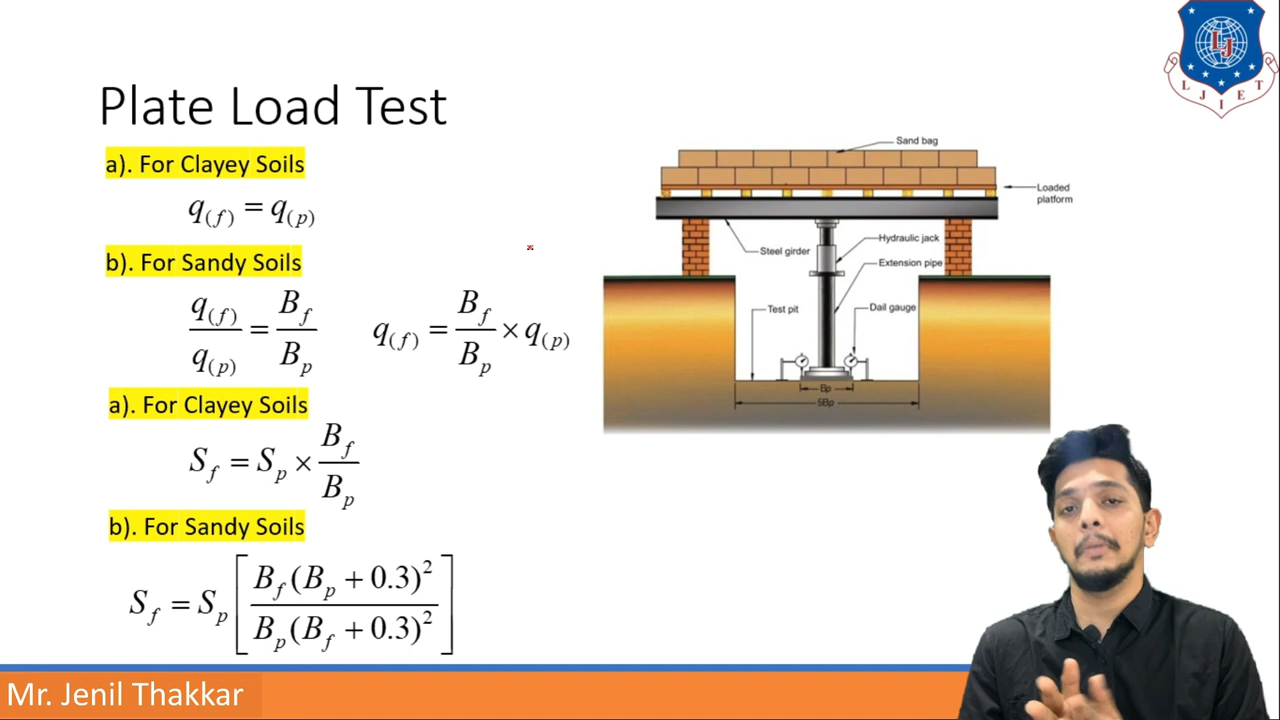 Plate Load Test
a). For Clayey Soils
q(f) = q(p)
b). For Sandy Soils
q(f) / q(p) = Bf / Bp
q(f) = Bf / Bp × q(p)
a). For Clayey Soils
Sf = Sp × Bf / Bp
b). For Sandy Soils
Sf = Sp [ Bf (Bp + 0.3)² / Bp (Bf + 0.3)² ]
Sand bag
Loaded
platform
Steel girder
Hydraulic jack
Extension pipe
Test pit
Dail gauge
Bp
5Bp
LJ
L J I E T
Mr. Jenil Thakkar